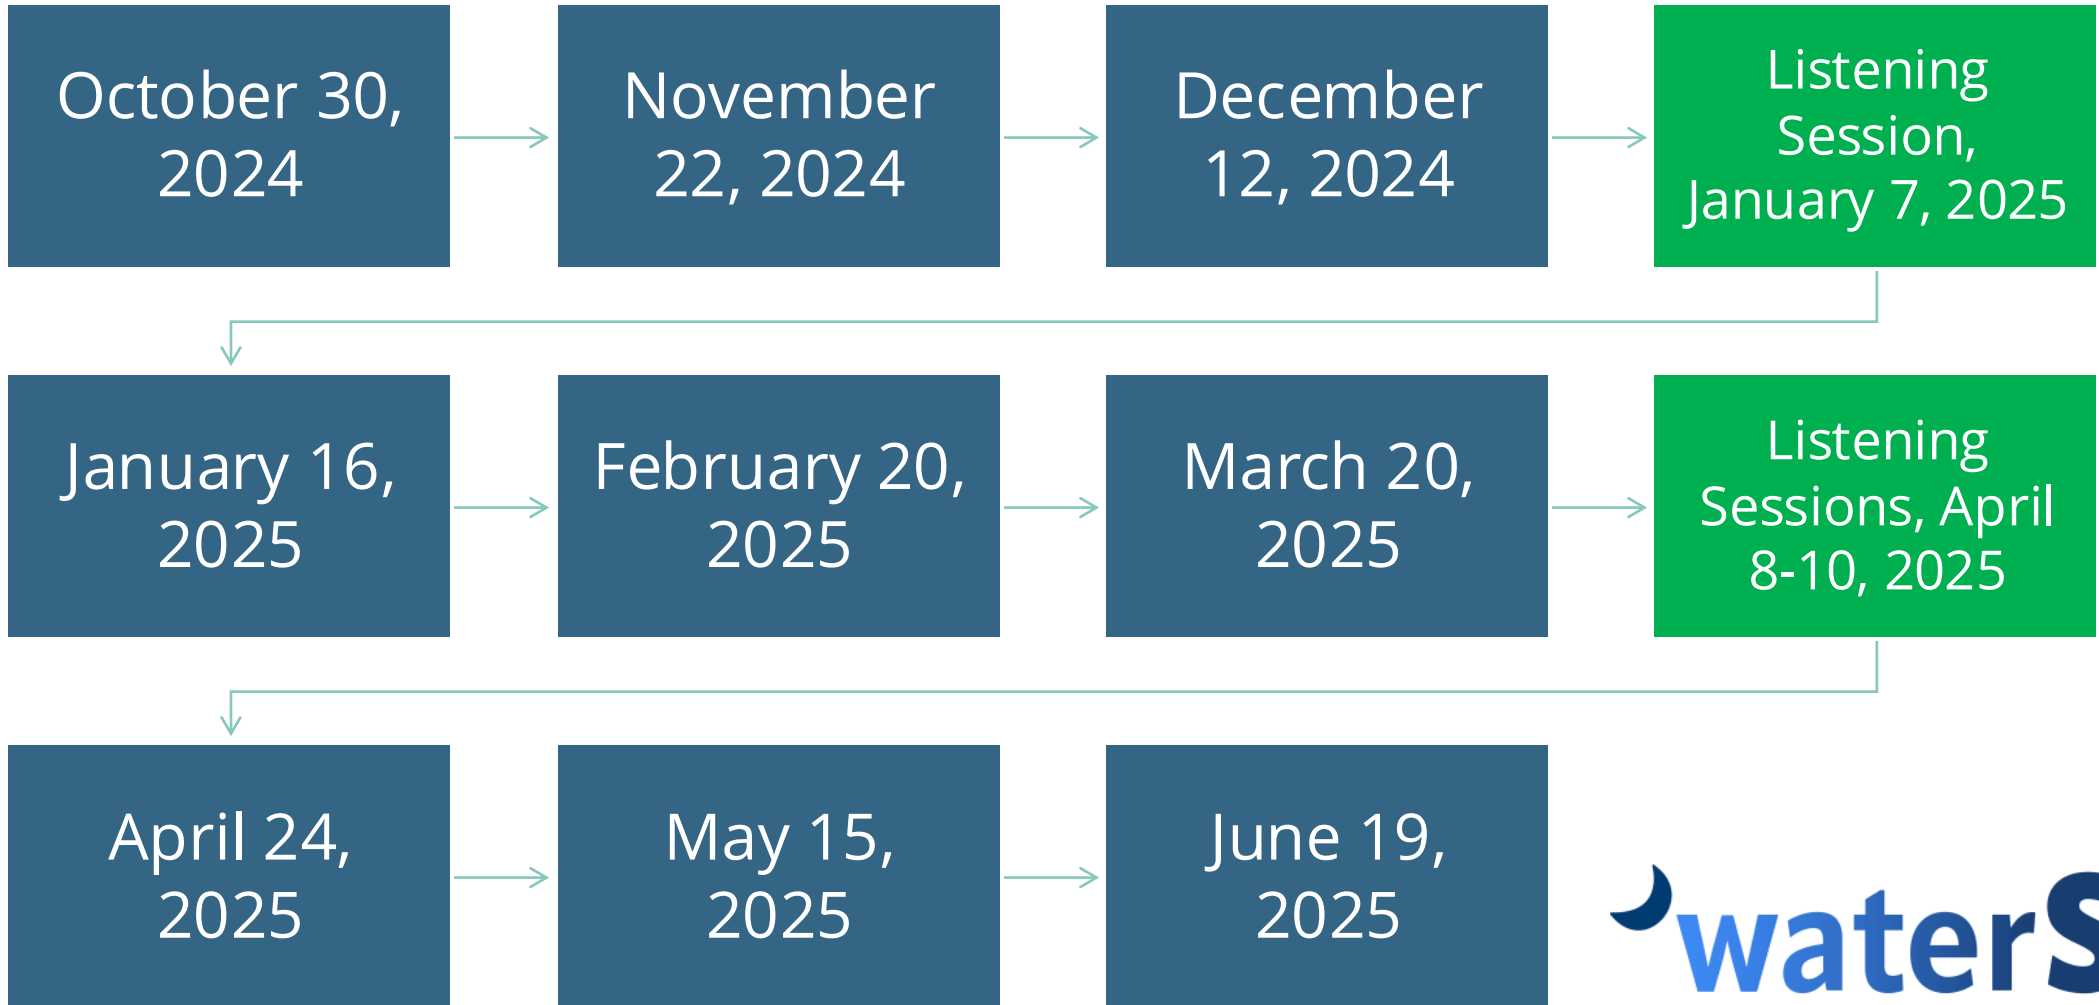 October 30,
2024
November
22, 2024
December
12, 2024
Listening
Session,
January 7, 2025
January 16,
2025
February 20,
2025
March 20,
2025
Listening
Sessions, April
8-10, 2025
April 24,
2025
May 15,
2025
June 19,
2025
waterS